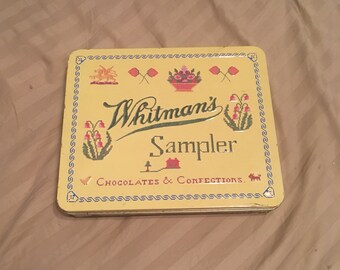 Whitman's
Sampler
CHOCOLATES & CONFECTIONS